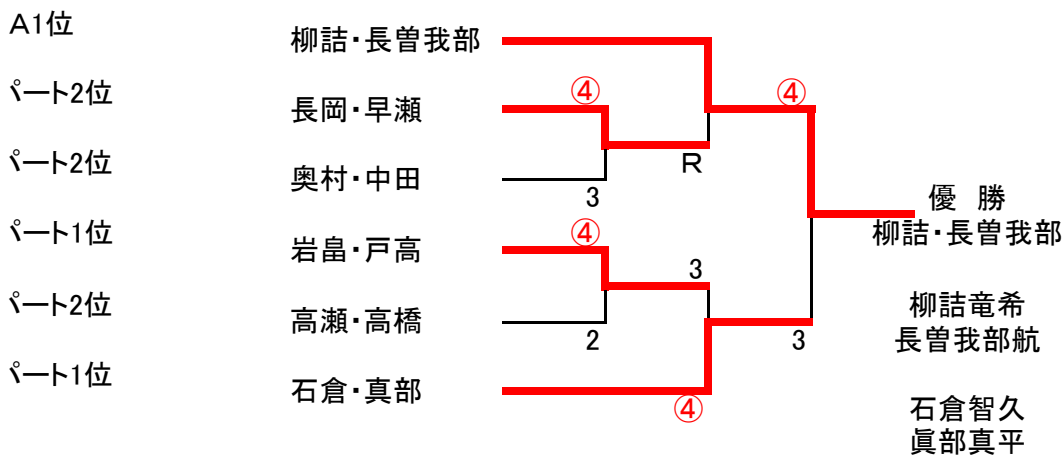 A1位
柳詰・長曽我部
パート2位
④
④
長岡・早瀬
パート2位
奥村・中田
R
3
優　勝
柳詰・長曽我部
パート1位
④
岩畠・戸高
3
パート2位
高瀬・高橋
2
3
柳詰竜希
長曽我部航
パート1位
石倉・真部
④
石倉智久
眞部真平